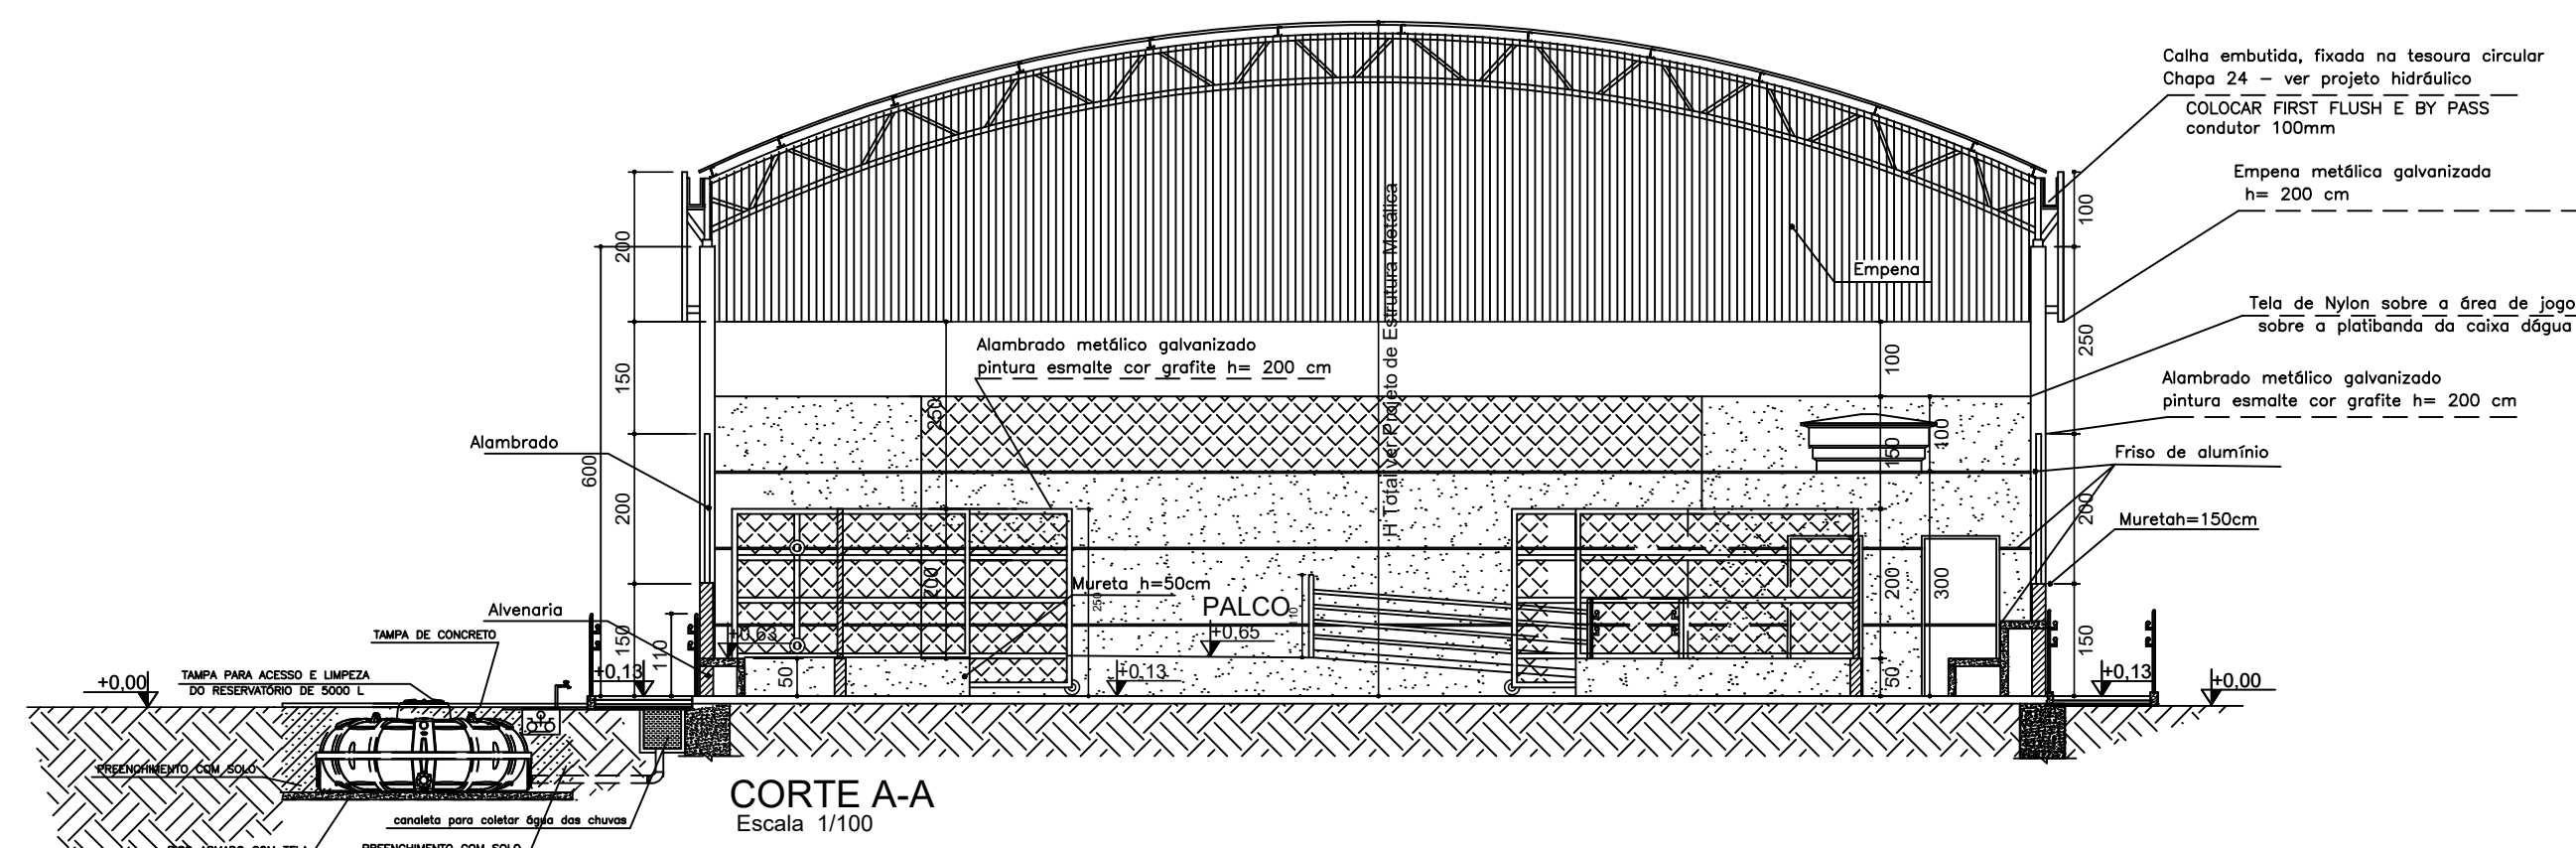 Calha embutida, fixada na tesoura circular
Chapa 24 – ver projeto hidráulico
COLOCAR FIRST FLUSH E BY PASS
condutor 100mm
Empena metálica galvanizada
h= 200 cm
100
200
Empena
H Total ver Projeto de Estrutura Metálica
Tela de Nylon sobre a área de jogo
sobre a platibanda da caixa dágua
250
Alambrado metálico galvanizado
pintura esmalte cor grafite h= 200 cm
100
150
Alambrado metálico galvanizado
pintura esmalte cor grafite h= 200 cm
250
Alambrado
150
Friso de alumínio
600
200
200
Muretah=150cm
200
Mureta h=50cm
200
300
250
PALCO
110
Alvenaria
+0,63
+0,65
150
110
150
TAMPA DE CONCRETO
TAMPA PARA ACESSO E LIMPEZA
DO RESERVATÓRIO DE 5000 L
+0,00
+0,13
50
+0,13
50
+0,13
+0,00
PREENCHIMENTO COM SOLO
CORTE A-A
Escala 1/100
canaleta para coletar água das chuvas
PREENCHIMENTO COM SOLO